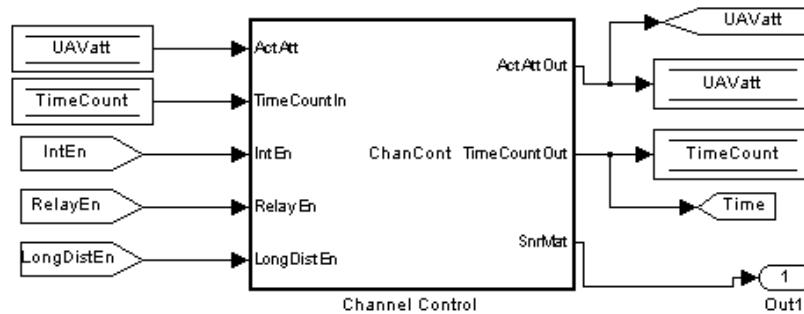 UAVatt
UAVatt
ActAtt
ActAttOut
UAVatt
TimeCount
TimeCountIn
IntEn
IntEn
ChanCont
TimeCountOut
TimeCount
RelayEn
RelayEn
Time
LongDistEn
LongDistEn
SnrMat
1
Channel Control
Out1